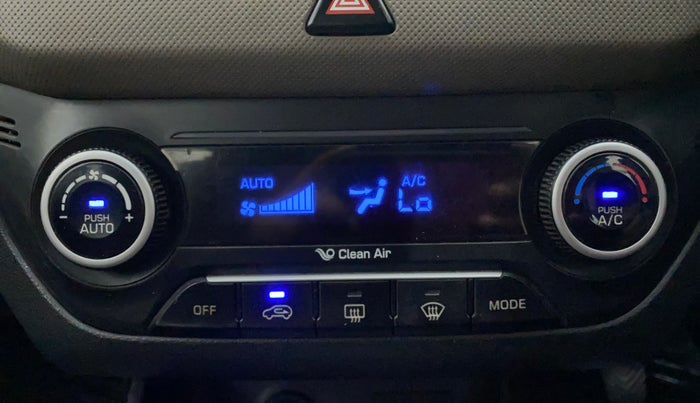 AUTO
A/C
Lo
- PUSH +
AUTO
PUSH
A/C
Clean Air
OFF
MODE